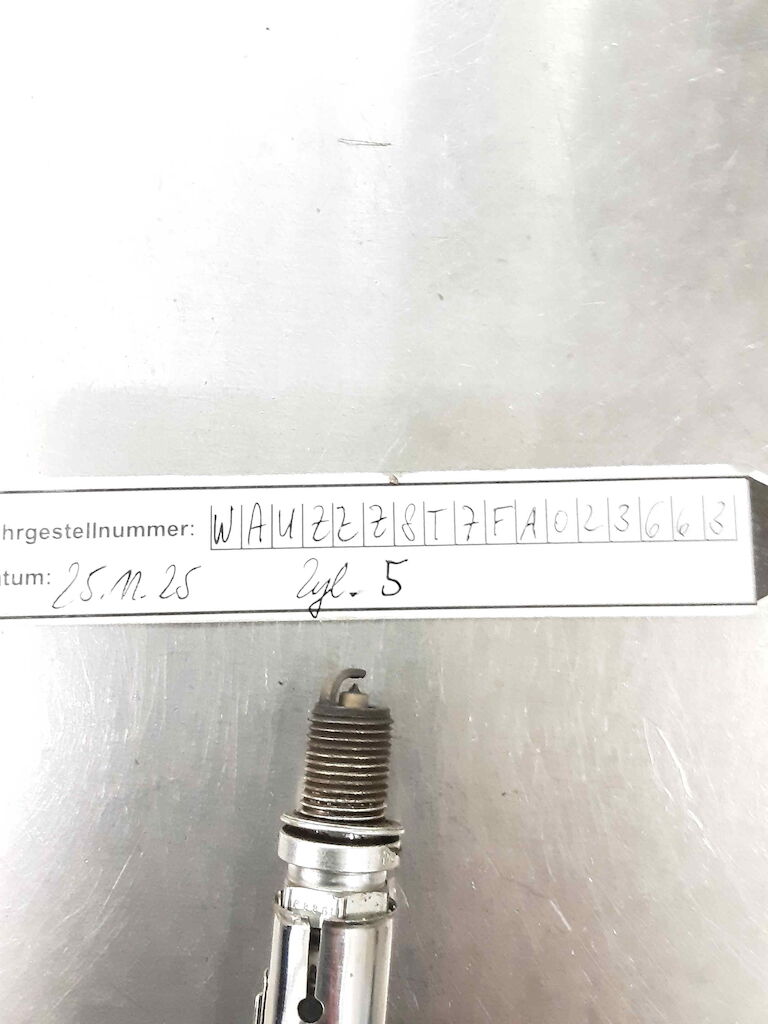 hrgestellnummer: WAUZZZ8T7FA023663
tum: 25.11.25 Zyl. 5